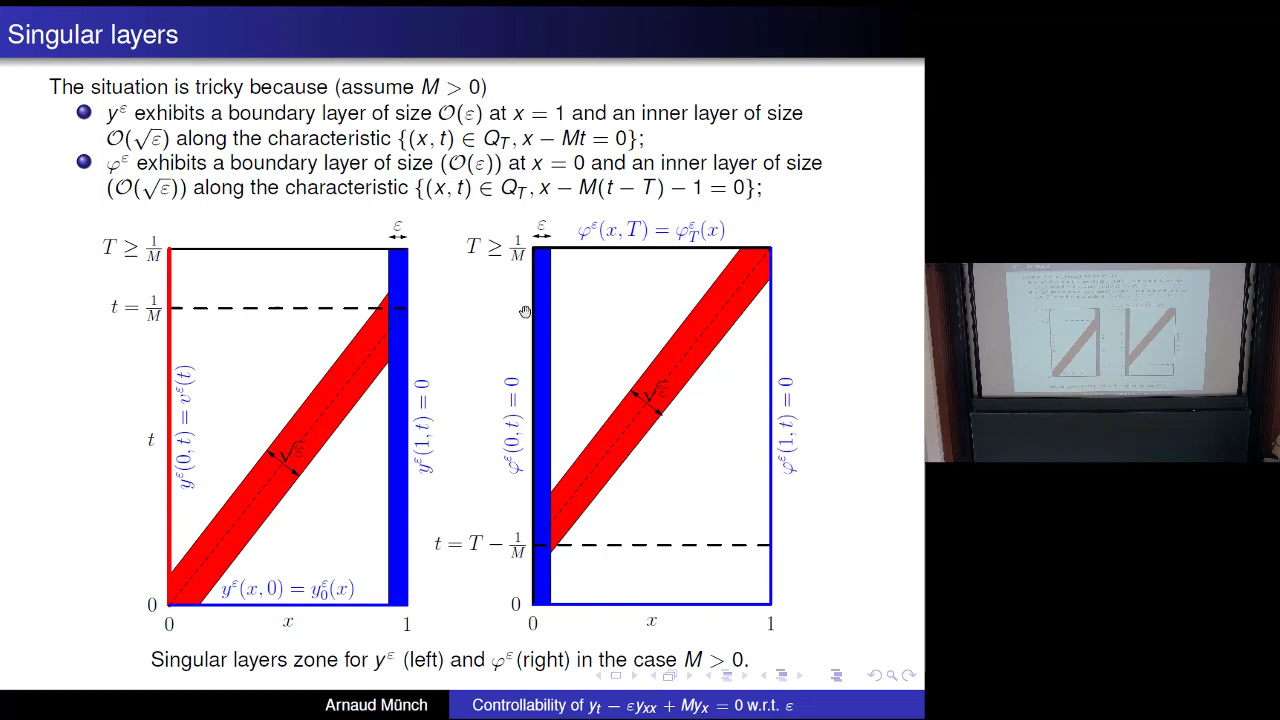 Singular layers
The situation is tricky because (assume M > 0)
y^ε exhibits a boundary layer of size O(ε) at x = 1 and an inner layer of size
O(√ε) along the characteristic {(x, t) ∈ Q_T, x − Mt = 0};
φ^ε exhibits a boundary layer of size (O(ε)) at x = 0 and an inner layer of size
(O(√ε)) along the characteristic {(x, t) ∈ Q_T, x − M(t − T) − 1 = 0};
T ≥ 1/M
ε
t = 1/M
y^ε(0, t) = v^ε(t)
t
√ε
y^ε(1, t) = 0
y^ε(x, 0) = y_0^ε(x)
0
0
x
1
T ≥ 1/M
ε
φ^ε(x, T) = φ_T^ε(x)
φ^ε(0, t) = 0
√ε
φ^ε(1, t) = 0
t = T − 1/M
0
0
x
1
Singular layers zone for y^ε (left) and φ^ε(right) in the case M > 0.
Arnaud Münch
Controllability of y_t − εy_xx + My_x = 0 w.r.t. ε